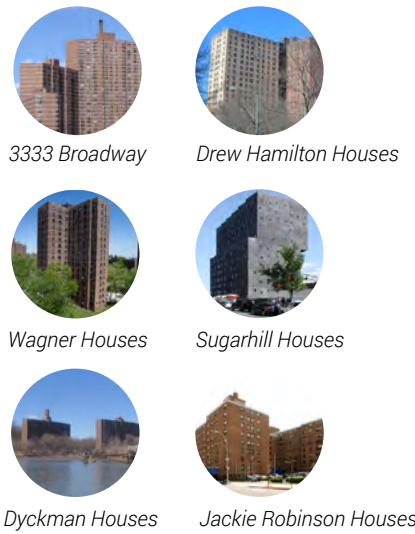 3333 Broadway
Drew Hamilton Houses
Wagner Houses
Sugarhill Houses
Dyckman Houses
Jackie Robinson Houses